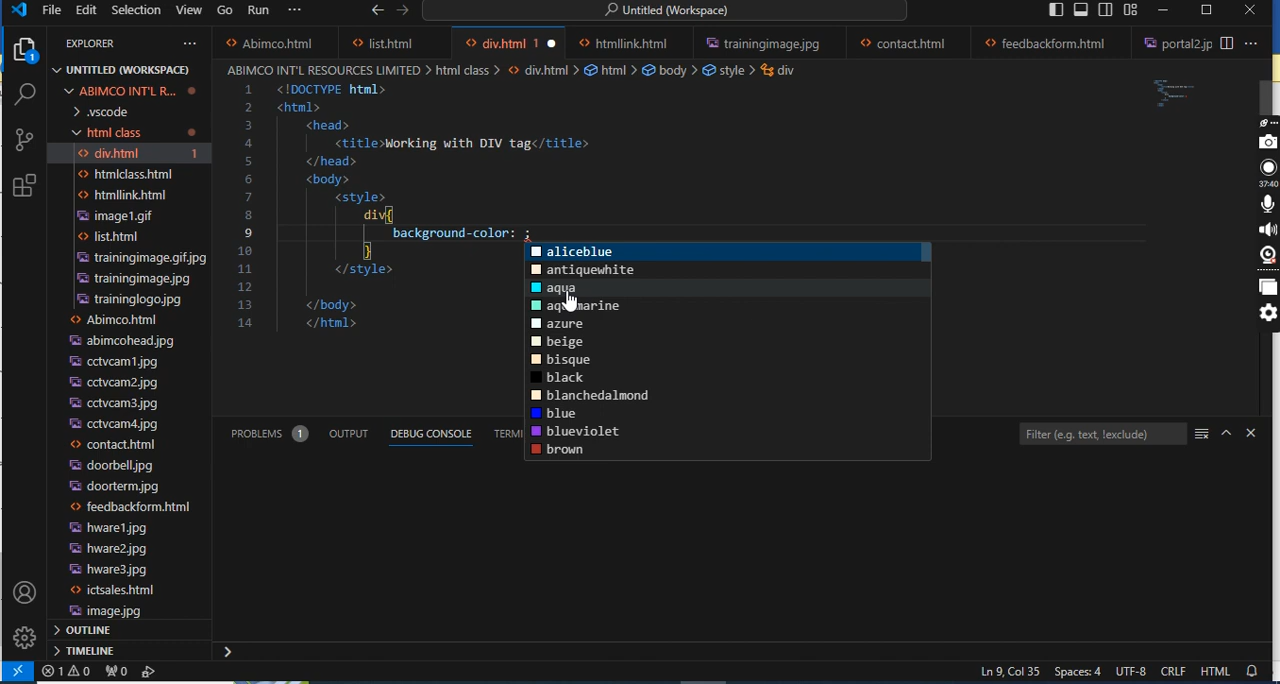 File Edit Selection View Go Run ··· Untitled (Workspace)
EXPLORER ···
Abimco.html list.html div.html 1 htmllink.html trainingimage.jpg contact.html feedbackform.html portal2.jp ···
UNTITLED (WORKSPACE)
ABIMCO INT'L RESOURCES LIMITED > html class > div.html > html > body > style > div
ABIMCO INT'L R...
.vscode
html class
div.html 1
htmlclass.html
htmllink.html
image1.gif
list.html
trainingimage.gif.jpg
trainingimage.jpg
traininglogo.jpg
Abimco.html
abimcohead.jpg
cctvcam1.jpg
cctvcam2.jpg
cctvcam3.jpg
cctvcam4.jpg
contact.html
doorbell.jpg
doorterm.jpg
feedbackform.html
hware1.jpg
hware2.jpg
hware3.jpg
ictsales.html
image.jpg
OUTLINE
TIMELINE
1 <!DOCTYPE html>
2 <html>
3 <head>
4 <title>Working with DIV tag</title>
5 </head>
6 <body>
7 <style>
8 div{
9 background-color: ;
10 }
11 </style>
12
13 </body>
14 </html>
aliceblue
antiquewhite
aqua
azure
beige
bisque
black
blanchedalmond
blue
blueviolet
brown
PROBLEMS 1 OUTPUT DEBUG CONSOLE TERMI Filter (e.g. text, !exclude)
37:40
1 0 0 Ln 9, Col 35 Spaces: 4 UTF-8 CRLF HTML